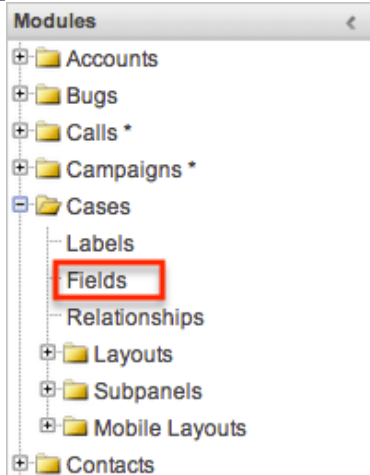 Modules
Accounts
Bugs
Calls *
Campaigns *
Cases
Labels
Fields
Relationships
Layouts
Subpanels
Mobile Layouts
Contacts